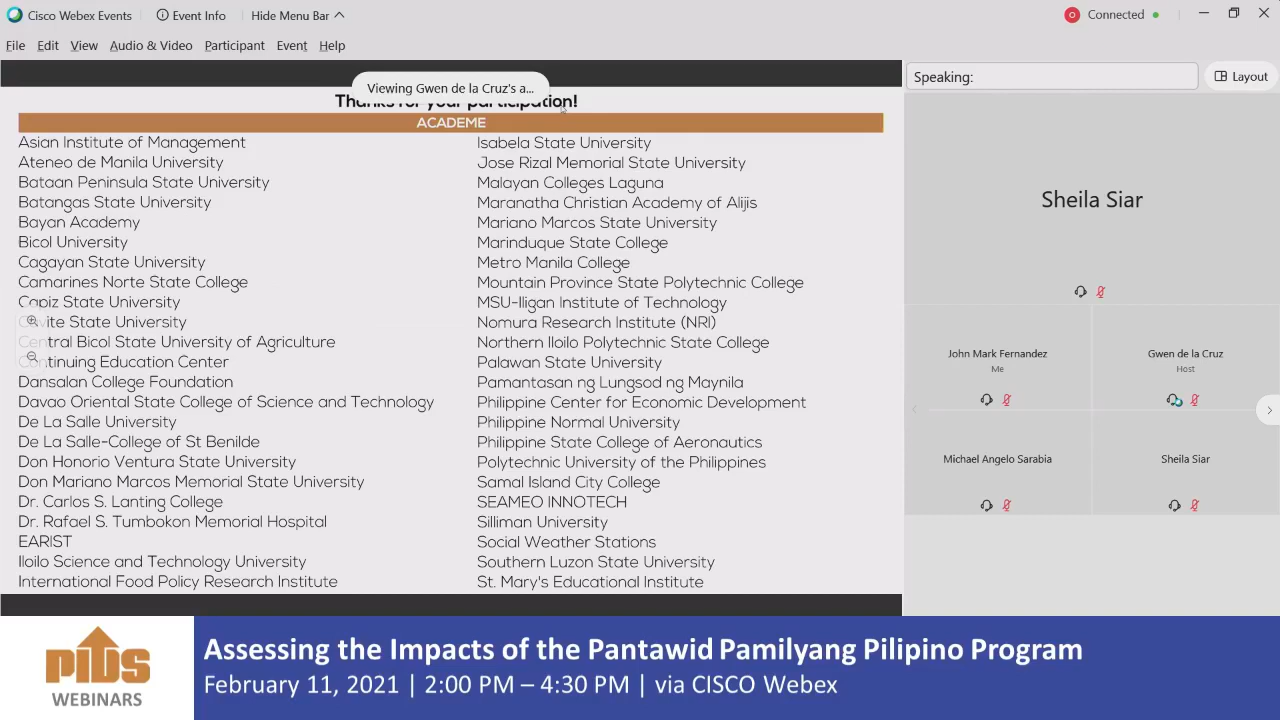 Cisco Webex Events
Event Info
Hide Menu Bar
Connected
File Edit View Audio & Video Participant Event Help
Viewing Gwen de la Cruz's a...
Thanks for your participation!
ACADEME
Asian Institute of Management
Ateneo de Manila University
Bataan Peninsula State University
Batangas State University
Bayan Academy
Bicol University
Cagayan State University
Camarines Norte State College
Capiz State University
Cavite State University
Central Bicol State University of Agriculture
Continuing Education Center
Dansalan College Foundation
Davao Oriental State College of Science and Technology
De La Salle University
De La Salle-College of St Benilde
Don Honorio Ventura State University
Don Mariano Marcos Memorial State University
Dr. Carlos S. Lanting College
Dr. Rafael S. Tumbokon Memorial Hospital
EARIST
Iloilo Science and Technology University
International Food Policy Research Institute
Isabela State University
Jose Rizal Memorial State University
Malayan Colleges Laguna
Maranatha Christian Academy of Alijis
Mariano Marcos State University
Marinduque State College
Metro Manila College
Mountain Province State Polytechnic College
MSU-Iligan Institute of Technology
Nomura Research Institute (NRI)
Northern Iloilo Polytechnic State College
Palawan State University
Pamantasan ng Lungsod ng Maynila
Philippine Center for Economic Development
Philippine Normal University
Philippine State College of Aeronautics
Polytechnic University of the Philippines
Samal Island City College
SEAMEO INNOTECH
Silliman University
Social Weather Stations
Southern Luzon State University
St. Mary's Educational Institute
Speaking:
Layout
Sheila Siar
John Mark Fernandez
Me
Gwen de la Cruz
Host
Michael Angelo Sarabia
Sheila Siar
PIDS
WEBINARS
Assessing the Impacts of the Pantawid Pamilyang Pilipino Program
February 11, 2021 | 2:00 PM – 4:30 PM | via CISCO Webex